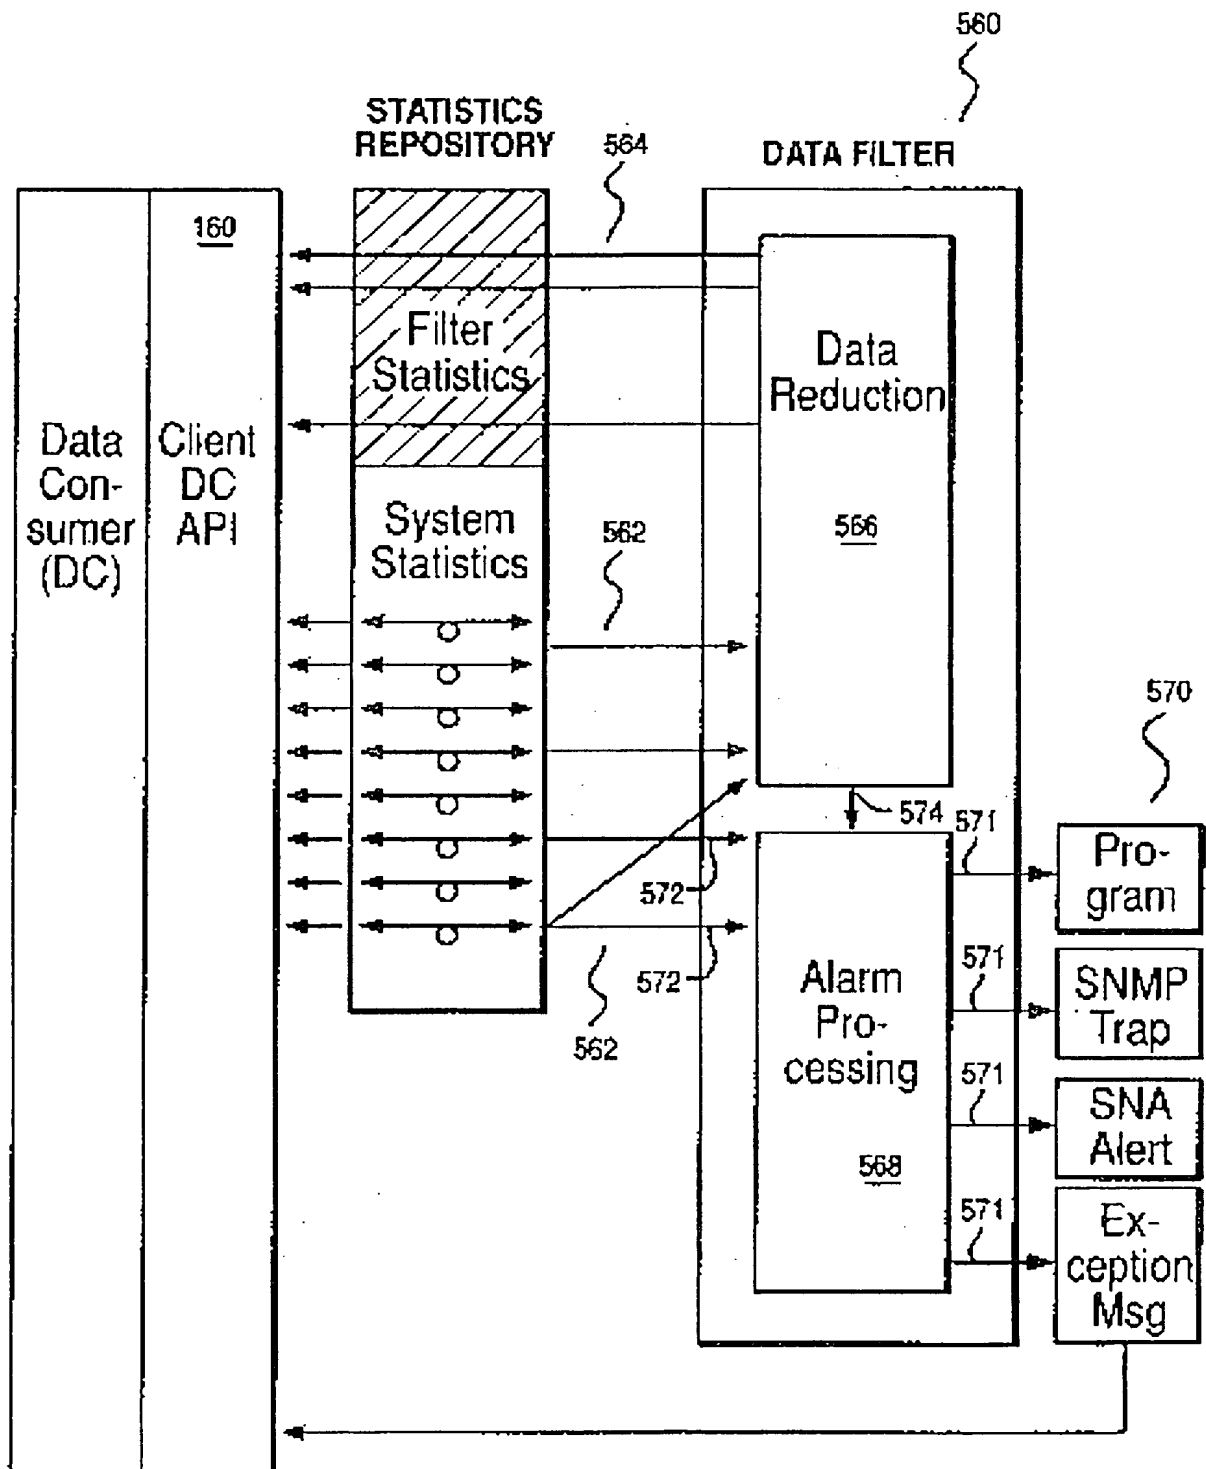 560
STATISTICS
REPOSITORY
564
DATA FILTER
160
Filter
Statistics
Data
Reduction
566
Data
Con-
sumer
(DC)
Client
DC
API
System
Statistics
562
570
574
571
Pro-
gram
572
572
562
Alarm
Pro-
cessing
568
571
SNMP
Trap
571
SNA
Alert
571
Ex-
ception
Msg